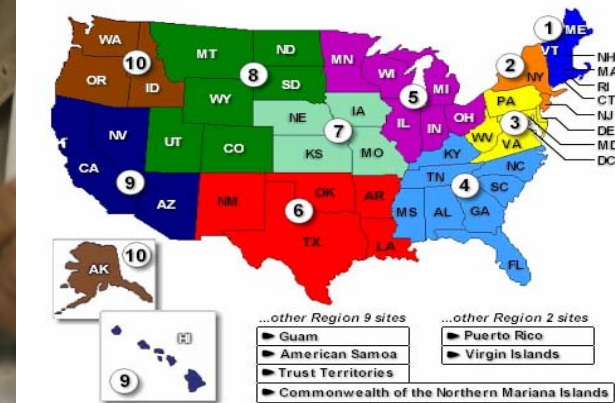 1
ME
WA
VT
MT
ND
MN
NH
10
2
MA
OR
8
WI
NY
RI
ID
SD
5
MI
CT
WY
PA
NJ
IA
3
DE
NE
OH
NV
7
IL
IN
WV
MD
UT
CO
VA
DC
KS
MO
KY
CA
NC
9
TN
4
SC
AZ
NM
OK
AR
6
MS
AL
GA
TX
LA
10
FL
AK
...other Region 9 sites
Guam
American Samoa
Trust Territories
Commonwealth of the Northern Mariana Islands
...other Region 2 sites
Puerto Rico
Virgin Islands
HI
9